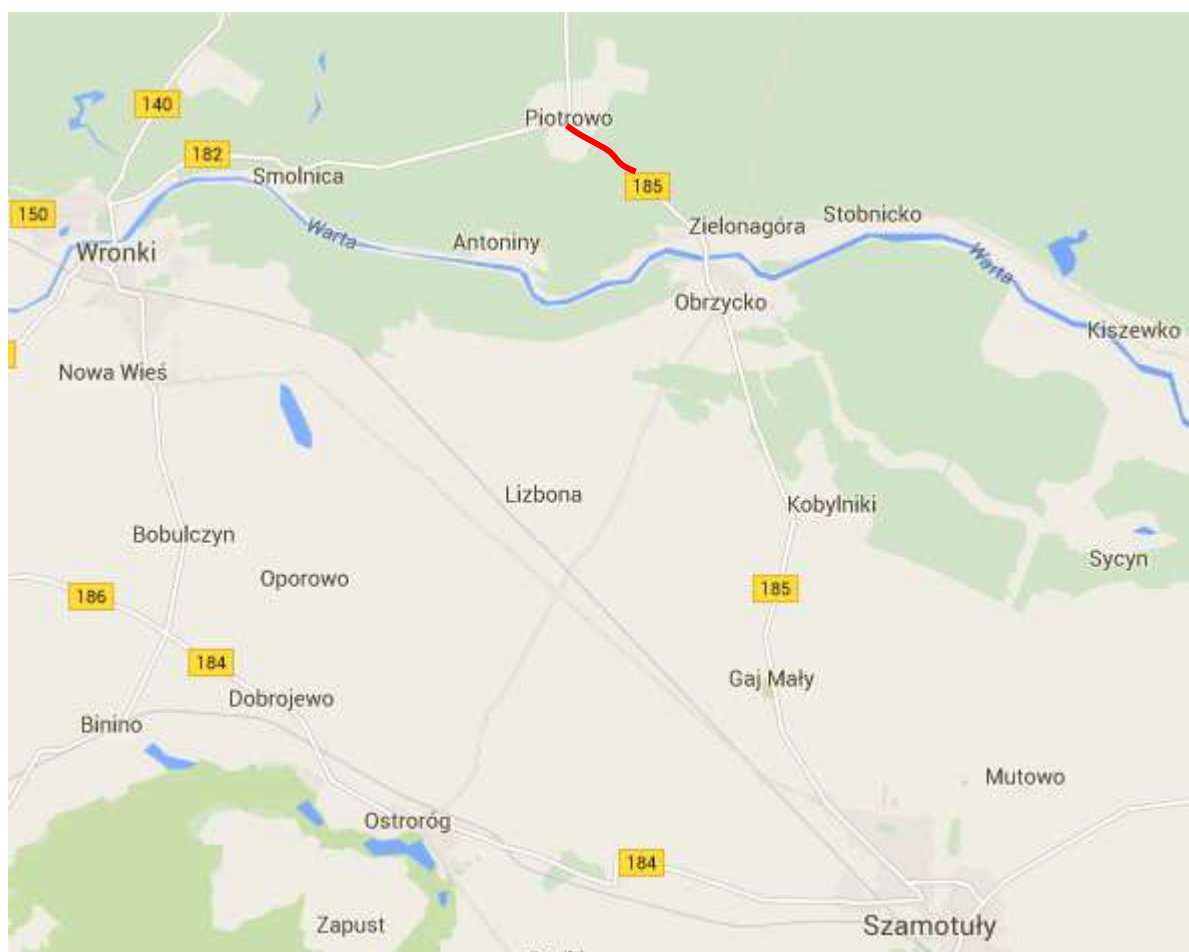 140
Piotrowo
182
Smolnica
185
150
Warta
Antoniny
Zielonagóra
Stobnicko
Wronki
Warta
Obrzycko
Kiszewko
Nowa Wieś
Lizbona
Kobylniki
Bobulczyn
Oporowo
Sycyn
186
185
184
Gaj Mały
Dobrojewo
Binino
Mutowo
Ostroróg
184
Zapust
Szamotuły